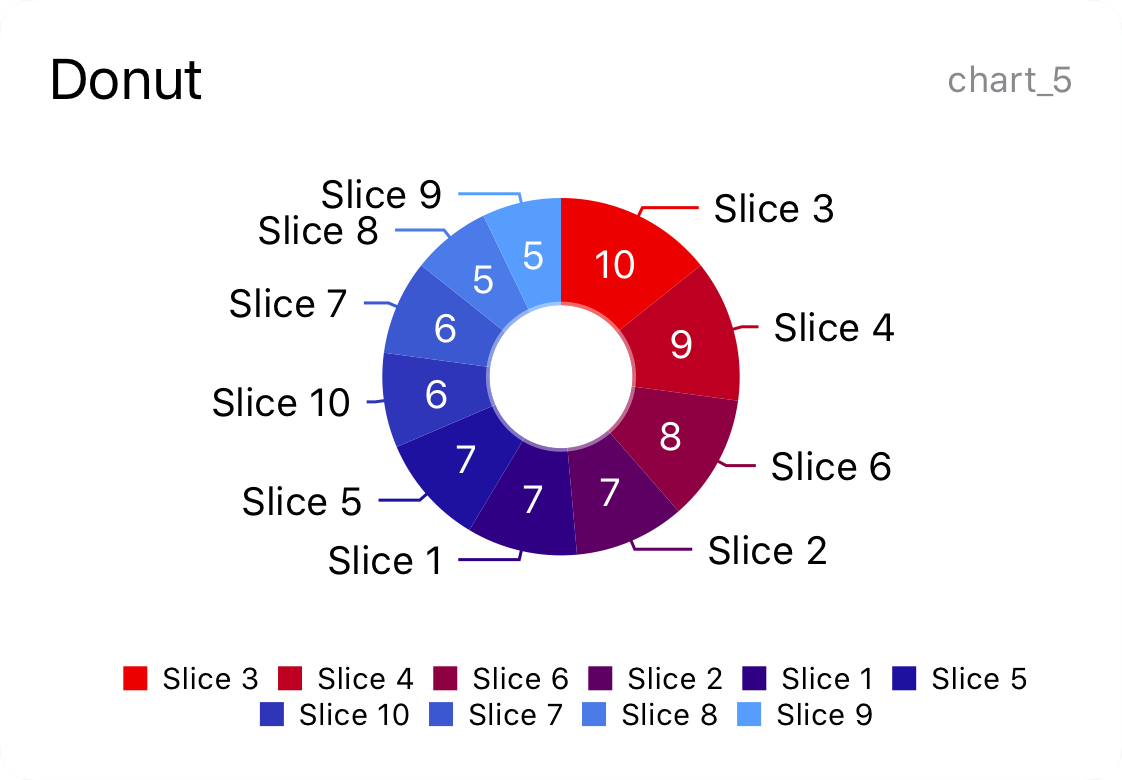 Donut
chart_5
Slice 9
Slice 3
Slice 8
5
10
5
Slice 7
6
9
Slice 4
6
Slice 10
8
7
Slice 6
7
7
Slice 5
Slice 1
Slice 2
Slice 3 Slice 4 Slice 6 Slice 2 Slice 1 Slice 5
Slice 10 Slice 7 Slice 8 Slice 9